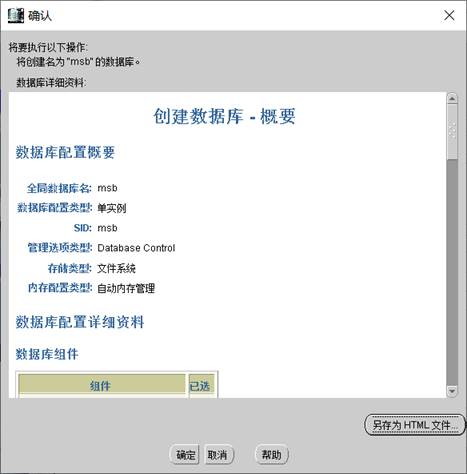 确认
将要执行以下操作:
将创建名为"msb"的数据库。
数据库详细资料:
创建数据库 - 概要
数据库配置概要
全局数据库名: msb
数据库配置类型: 单实例
SID: msb
管理选项类型: Database Control
存储类型: 文件系统
内存配置类型: 自动内存管理
数据库配置详细资料
数据库组件
组件 已选
另存为 HTML 文件...
确定 取消 帮助